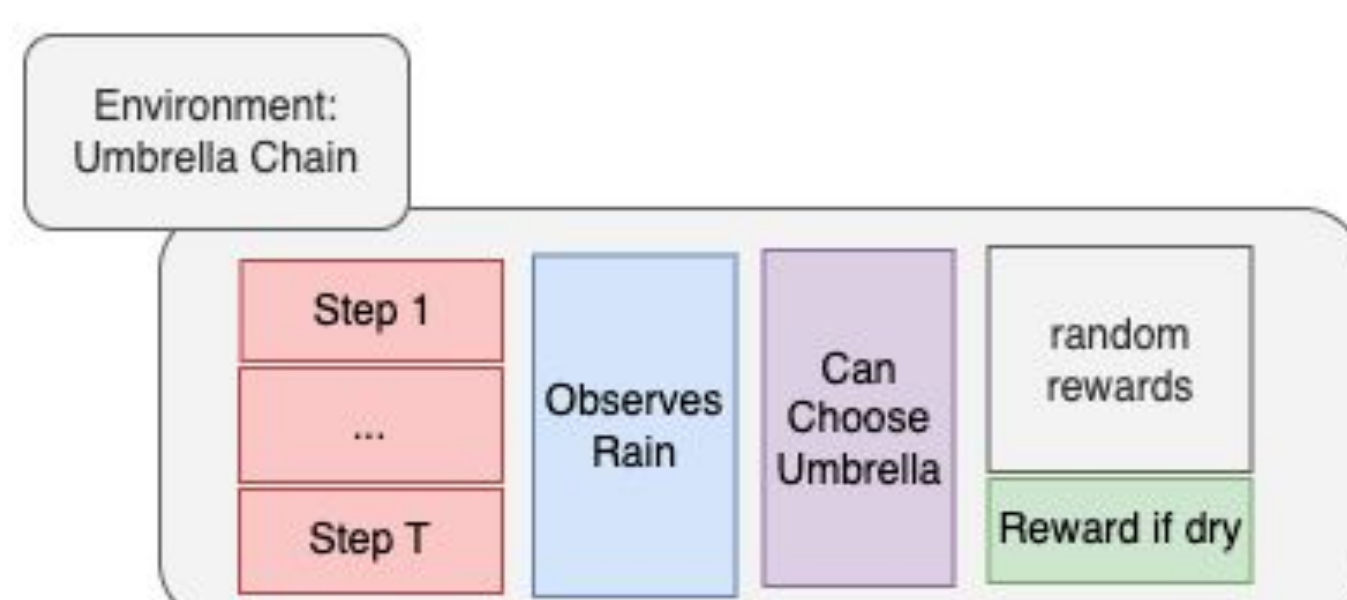 Environment:
Umbrella Chain
Step 1
...
Step T
Observes
Rain
Can
Choose
Umbrella
random
rewards
Reward if dry